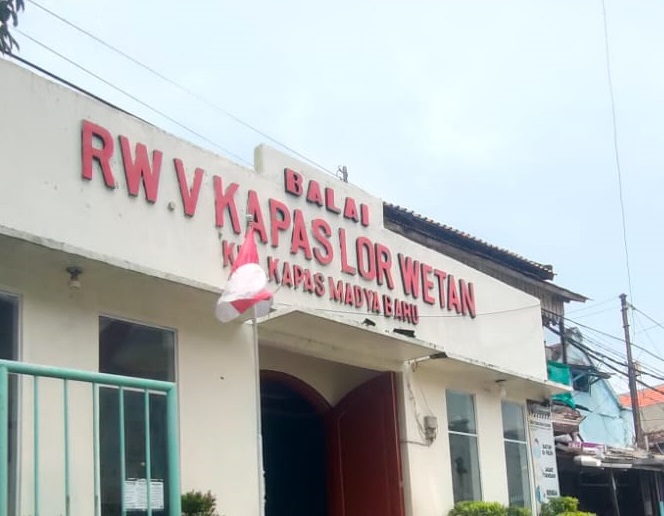 BALAI
RW.V KAPAS LOR WETAN
KAPAS MADYA BARU